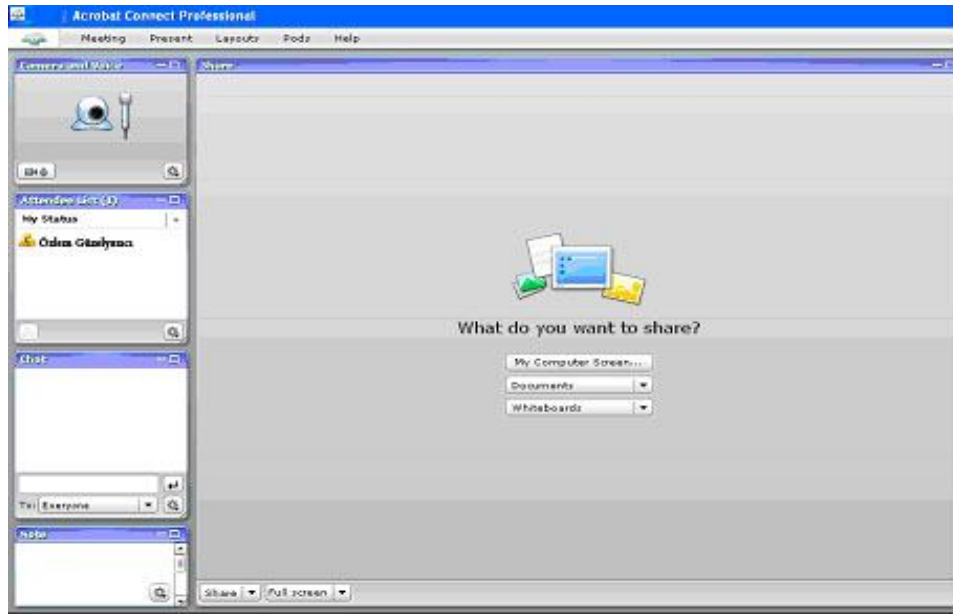 Acrobat Connect Professional
Meeting Present Layouts Pods Help
Camera and Voice
Share
Attendee List (1)
My Status
Özlem
What do you want to share?
My Computer Screen...
Documents
Whiteboards
Chat
To: Everyone
Note
Share Full screen